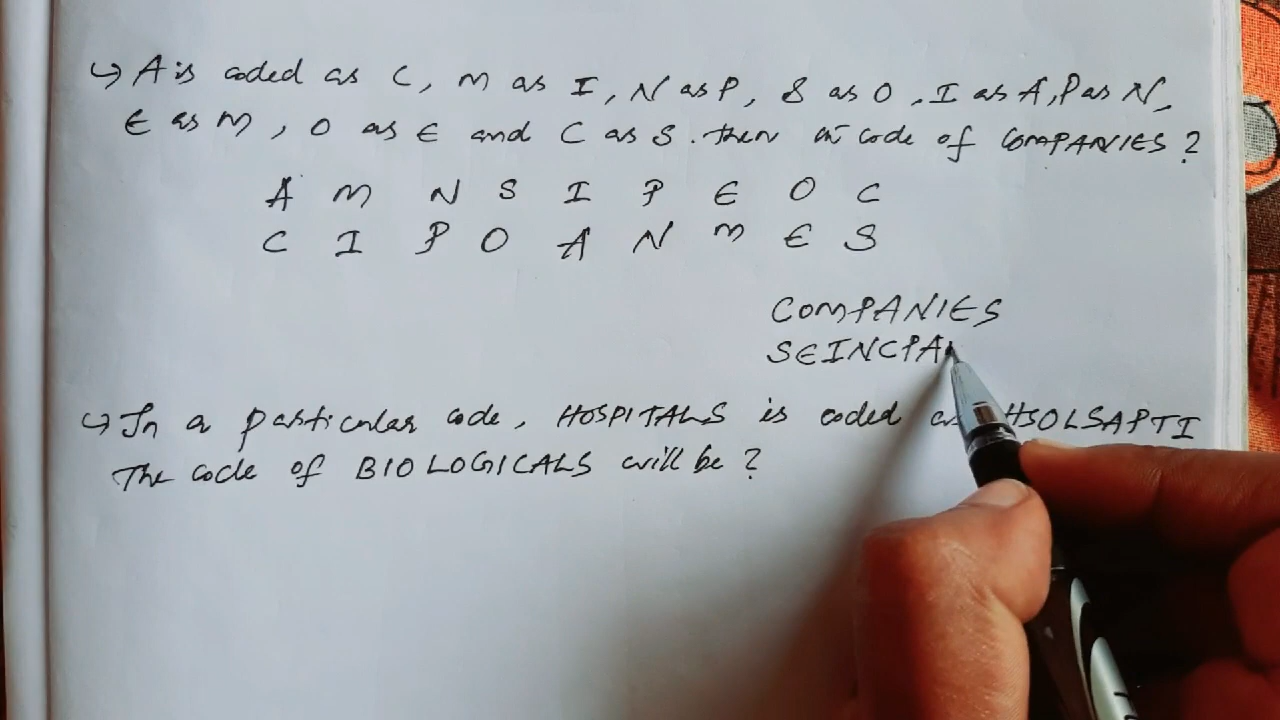 ↪ A is coded as C, M as I, N as P, S as O, I as A, P as N,
E as M, O as E and C as S. then code of COMPANIES?
A M N S I P E O C
C I P O A N M E S
COMPANIES
SEINCPA
↪ In a particular code, HOSPITALS is coded as HSOLSAPTI
The code of BIOLOGICALS will be?